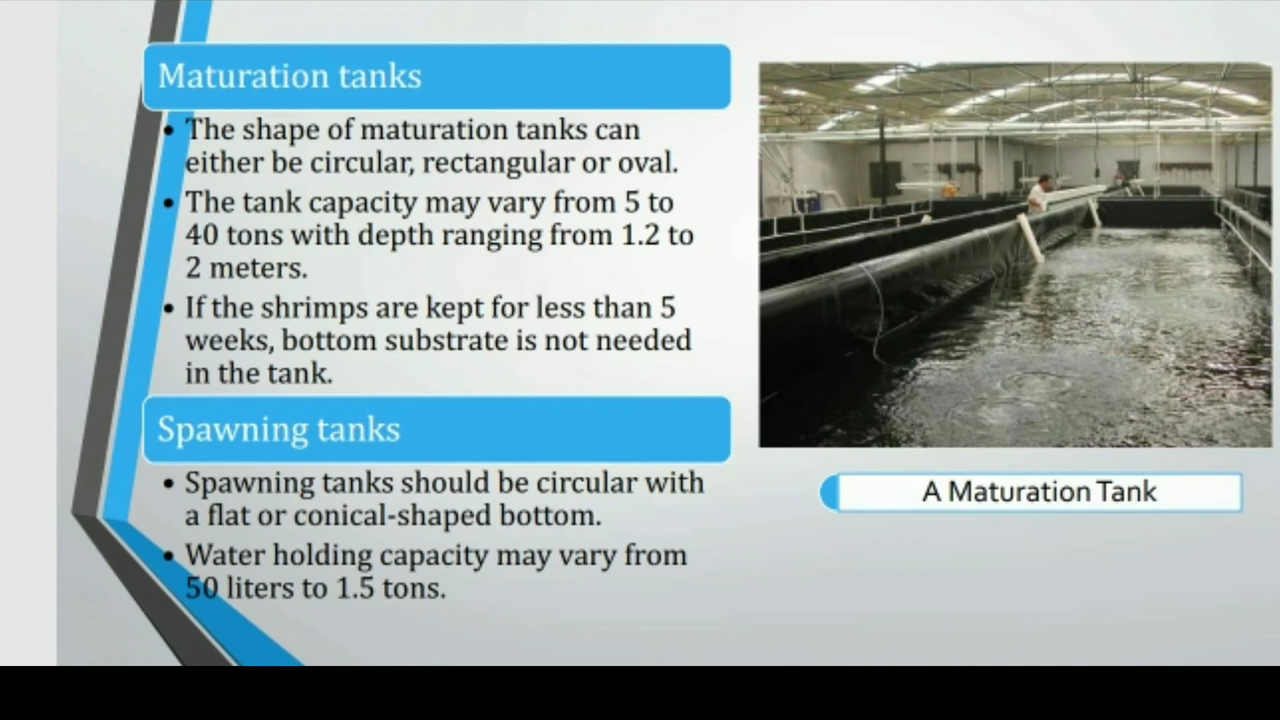 Maturation tanks
• The shape of maturation tanks can
either be circular, rectangular or oval.
• The tank capacity may vary from 5 to
40 tons with depth ranging from 1.2 to
2 meters.
• If the shrimps are kept for less than 5
weeks, bottom substrate is not needed
in the tank.
Spawning tanks
• Spawning tanks should be circular with
a flat or conical-shaped bottom.
• Water holding capacity may vary from
50 liters to 1.5 tons.
A Maturation Tank